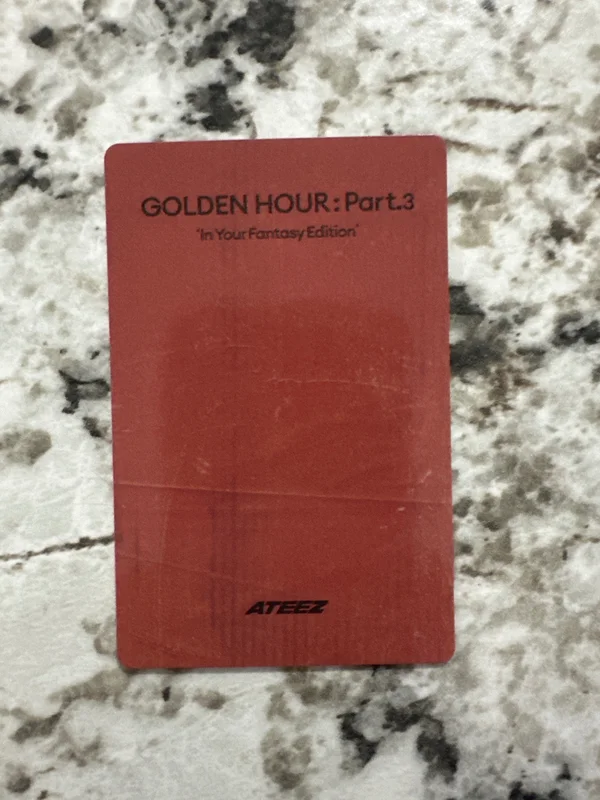 GOLDEN HOUR : Part.3
'In Your Fantasy Edition'
ATEEZ